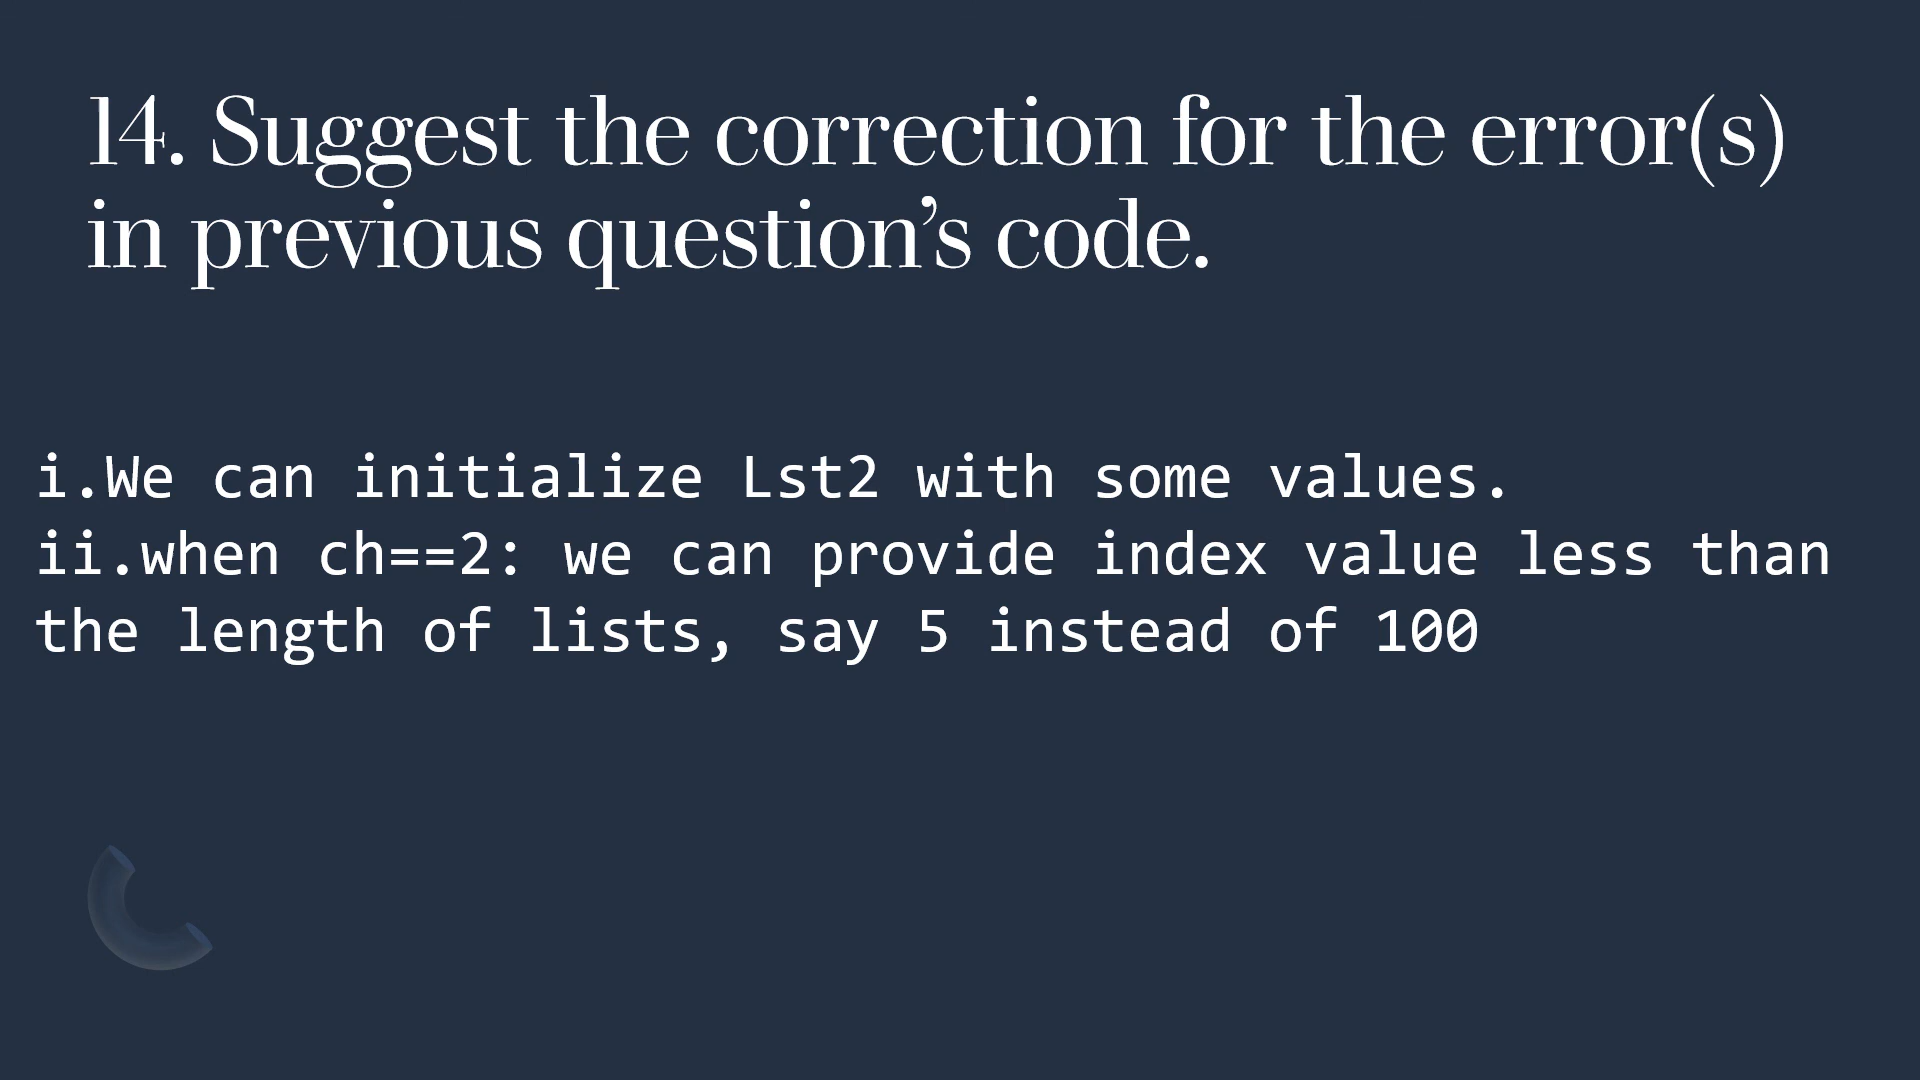 14. Suggest the correction for the error(s)
in previous question’s code.
i.We can initialize Lst2 with some values.
ii.when ch==2: we can provide index value less than
the length of lists, say 5 instead of 100